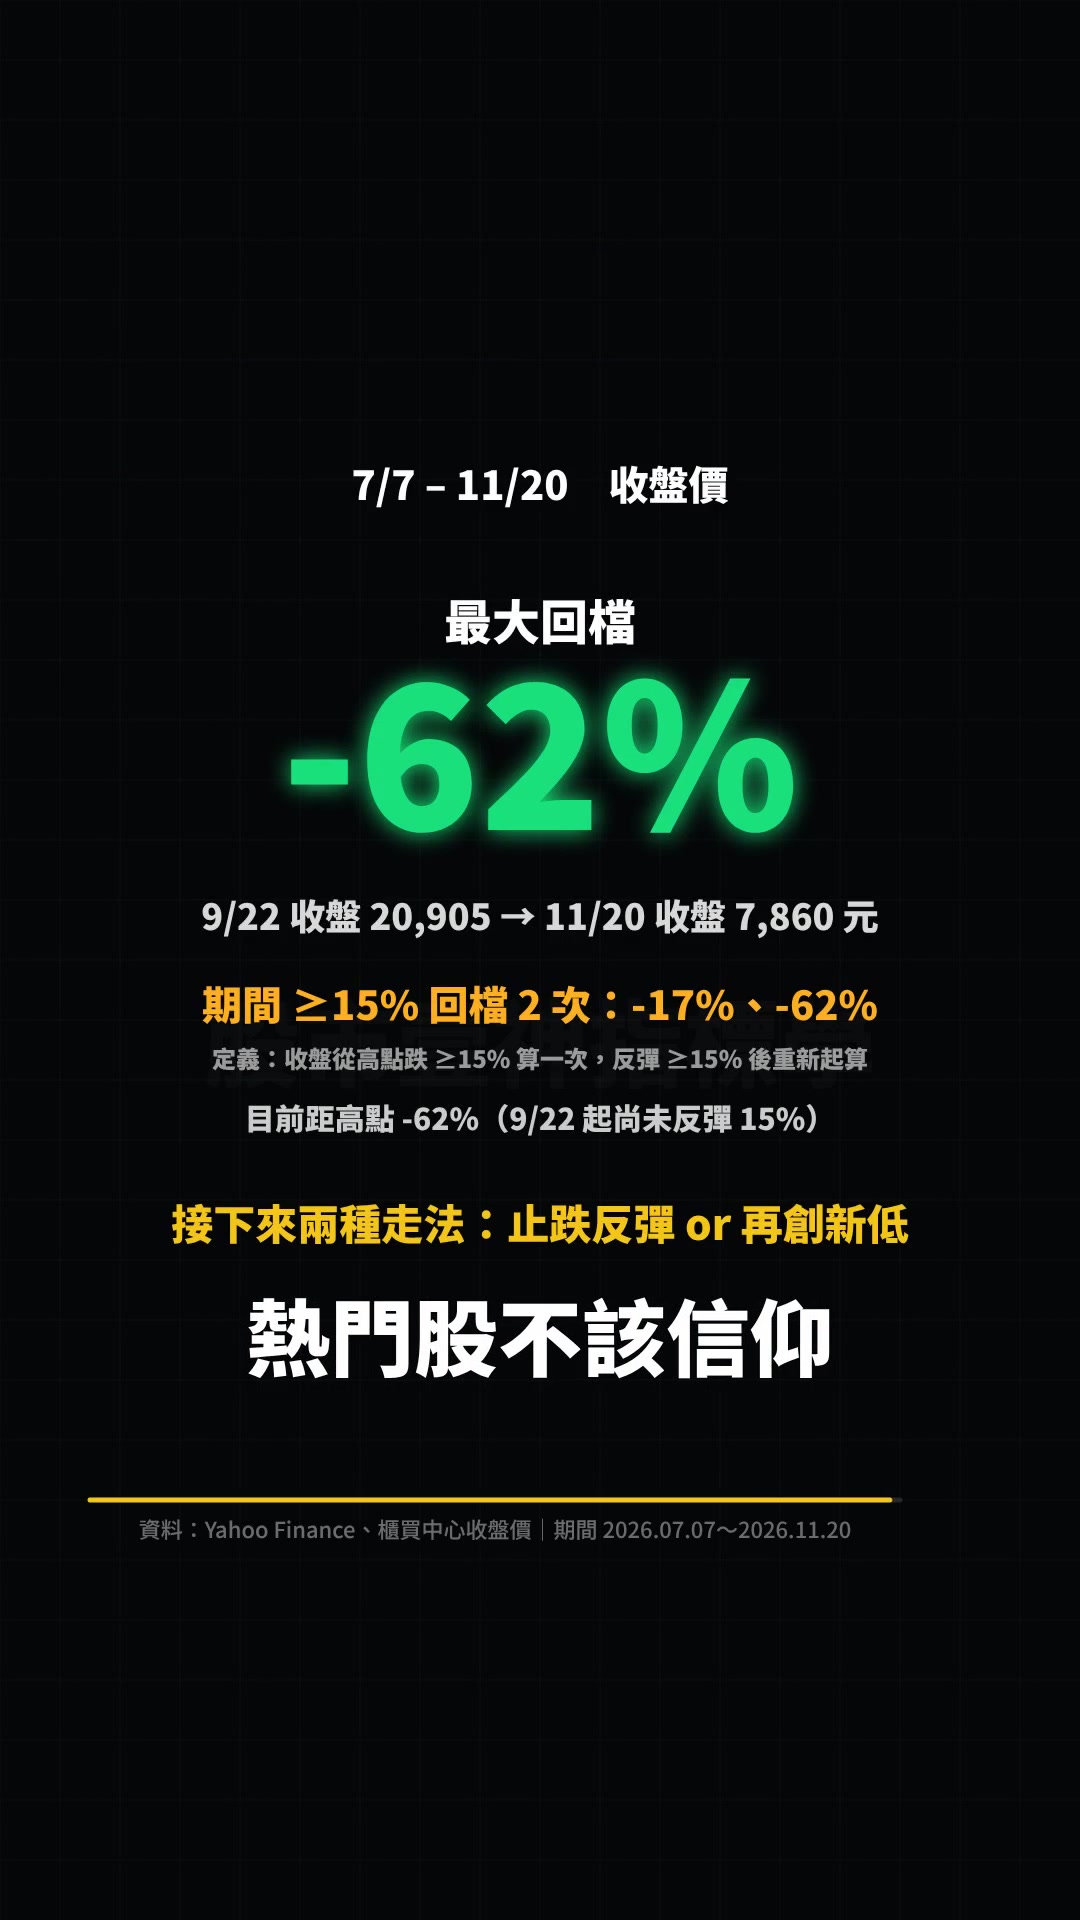 7/7 – 11/20 收盤價
最大回檔
-62%
9/22 收盤 20,905 → 11/20 收盤 7,860 元
期間 ≥15% 回檔 2 次：-17%、-62%
定義：收盤從高點跌 ≥15% 算一次，反彈 ≥15% 後重新起算
目前距高點 -62%（9/22 起尚未反彈 15%）
接下來兩種走法：止跌反彈 or 再創新低
熱門股不該信仰
資料：Yahoo Finance、櫃買中心收盤價｜期間 2026.07.07～2026.11.20